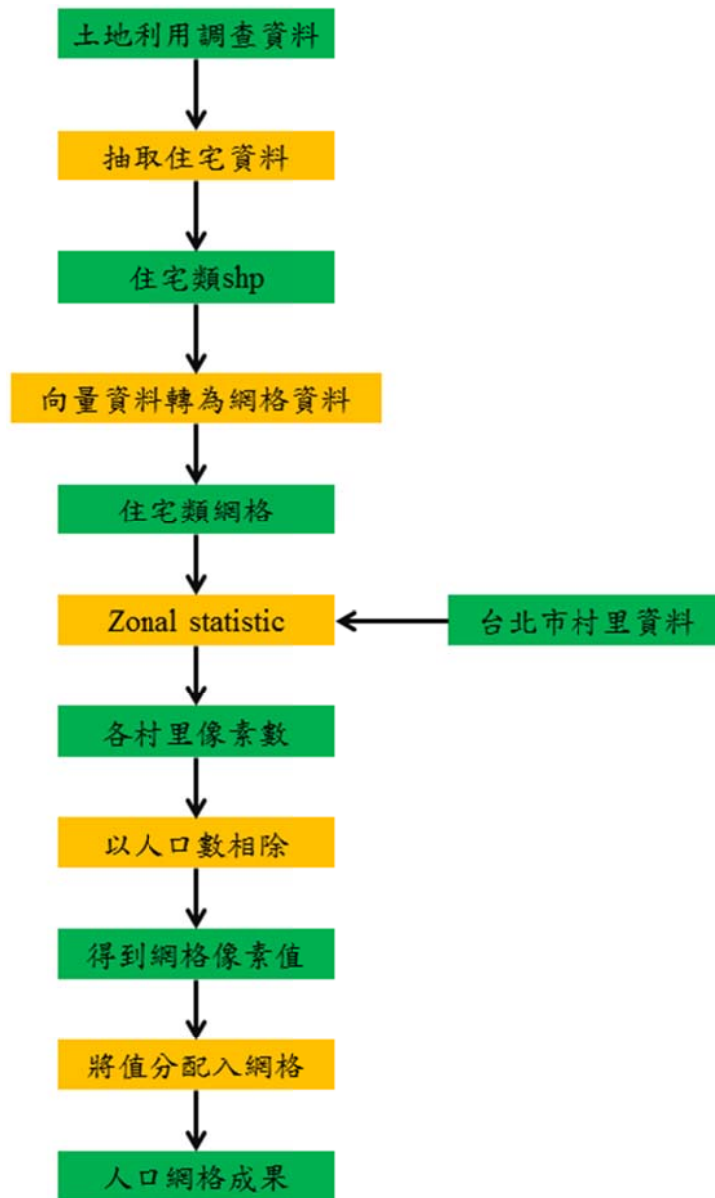 土地利用調查資料
抽取住宅資料
住宅類shp
向量資料轉為網格資料
住宅類網格
Zonal statistic
台北市村里資料
各村里像素數
以人口數相除
得到網格像素值
將值分配入網格
人口網格成果